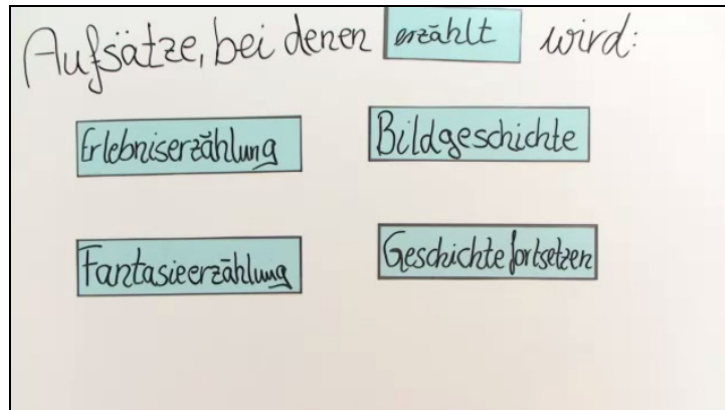 Aufsätze, bei denen erzählt wird:
Erlebniserzählung
Bildgeschichte
Fantasieerzählung
Geschichte fortsetzen